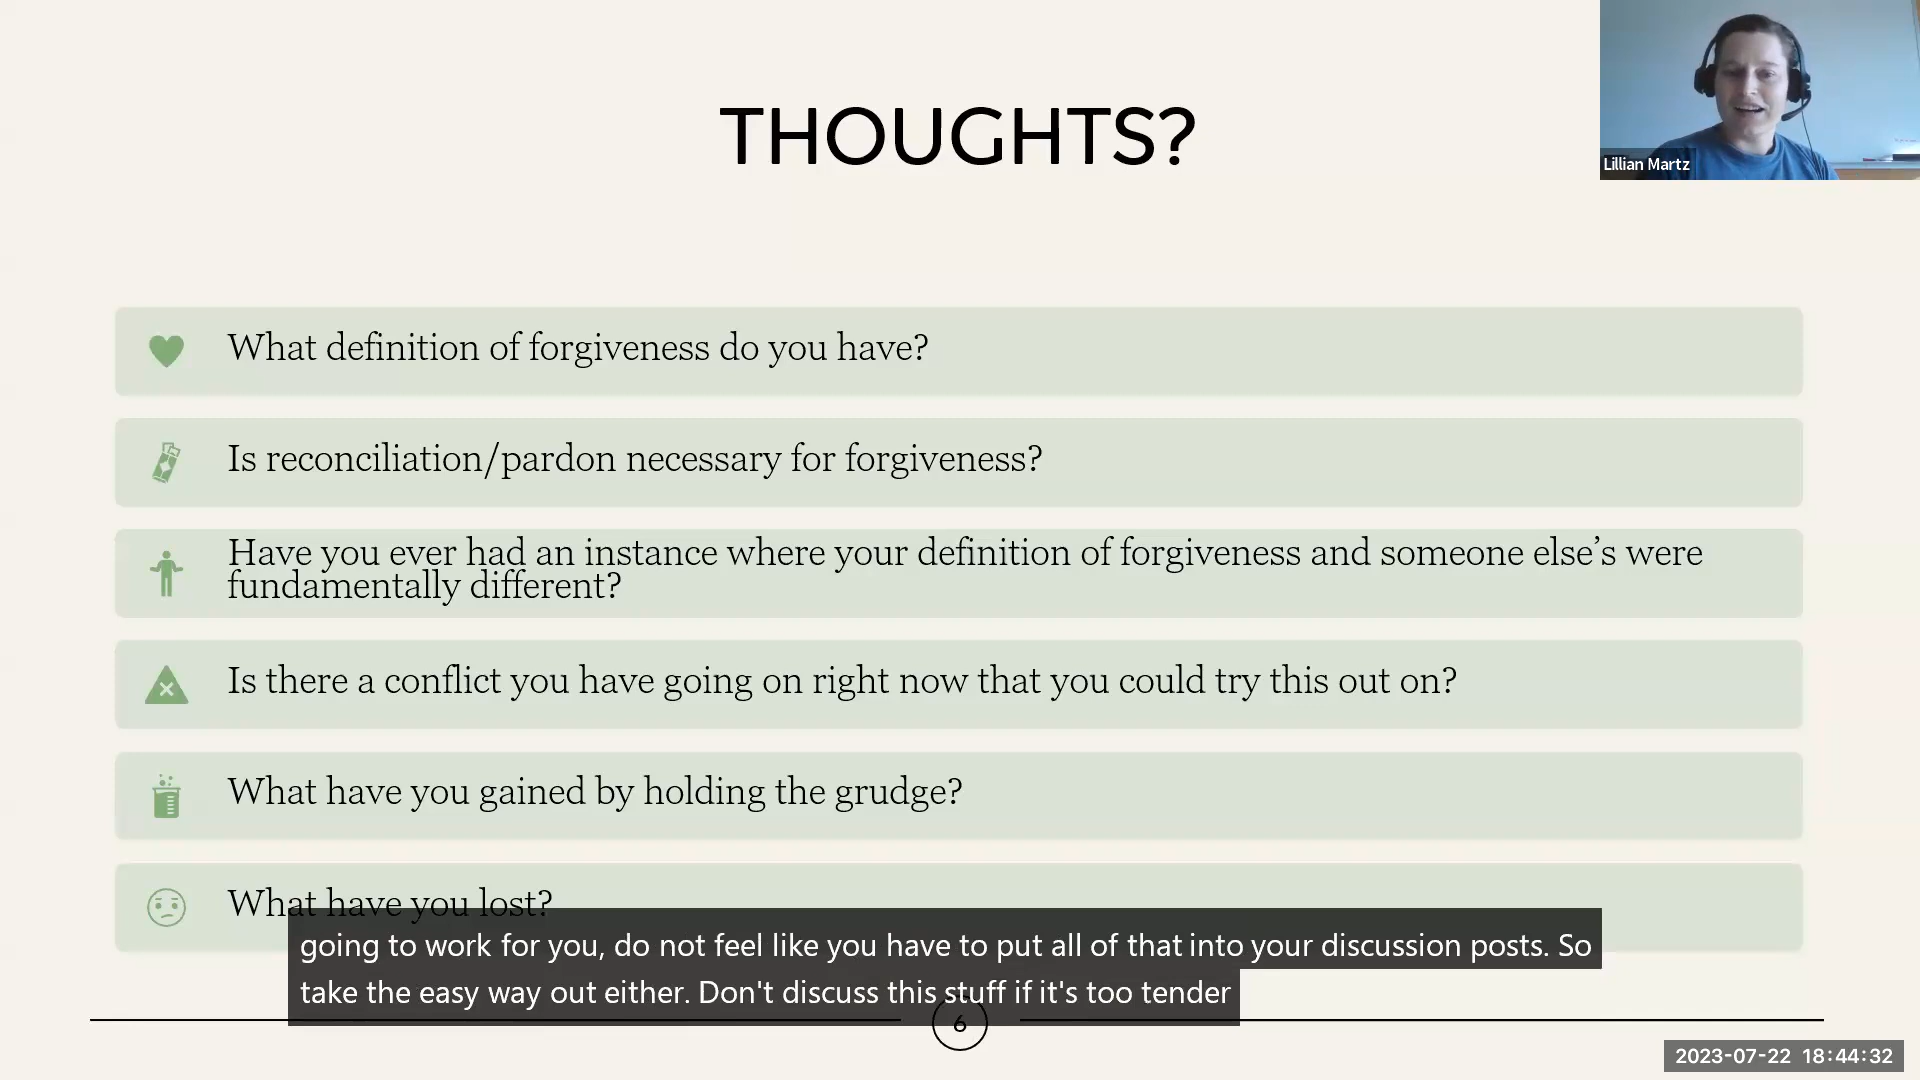 THOUGHTS?
Lillian Martz
What definition of forgiveness do you have?
Is reconciliation/pardon necessary for forgiveness?
Have you ever had an instance where your definition of forgiveness and someone else’s were
fundamentally different?
Is there a conflict you have going on right now that you could try this out on?
What have you gained by holding the grudge?
What have you lost?
going to work for you, do not feel like you have to put all of that into your discussion posts. So
take the easy way out either. Don't discuss this stuff if it's too tender
6
2023-07-22 18:44:32